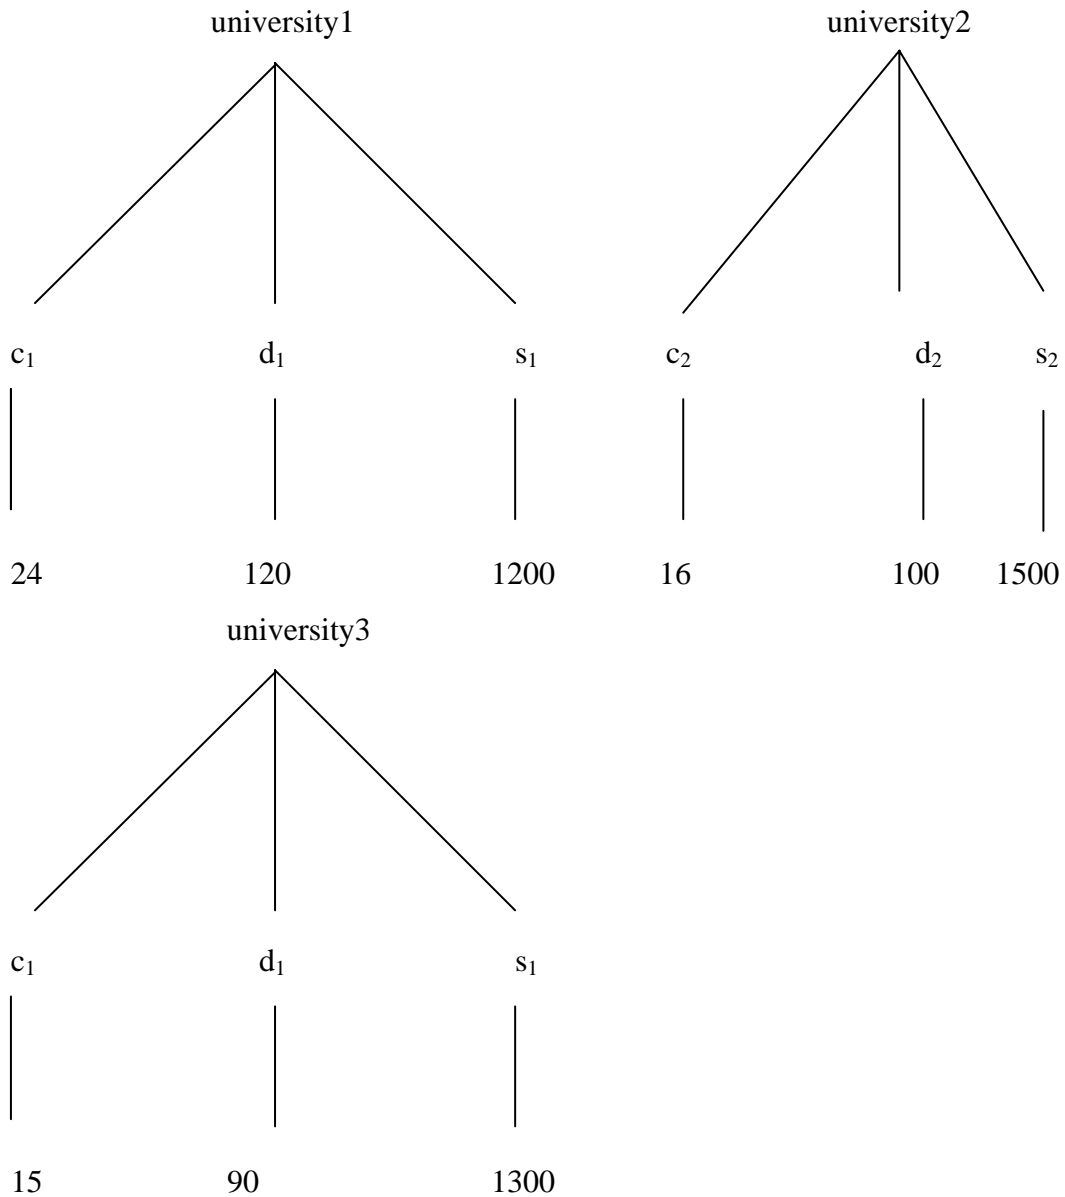 university1 university2
c₁ d₁ s₁ c₂ d₂ s₂
24 120 1200 16 100 1500
university3
c₁ d₁ s₁
15 90 1300